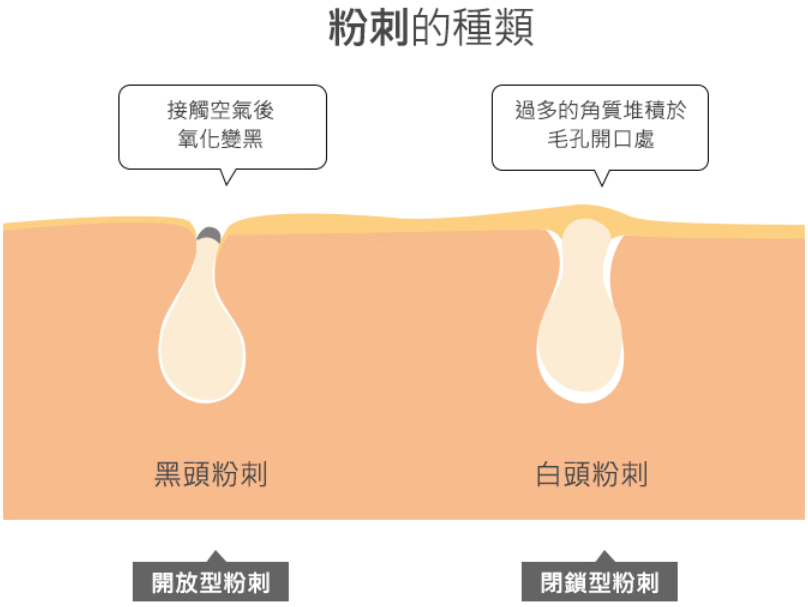 粉刺的種類
接觸空氣後
氧化變黑
過多的角質堆積於
毛孔開口處
黑頭粉刺
白頭粉刺
開放型粉刺
閉鎖型粉刺